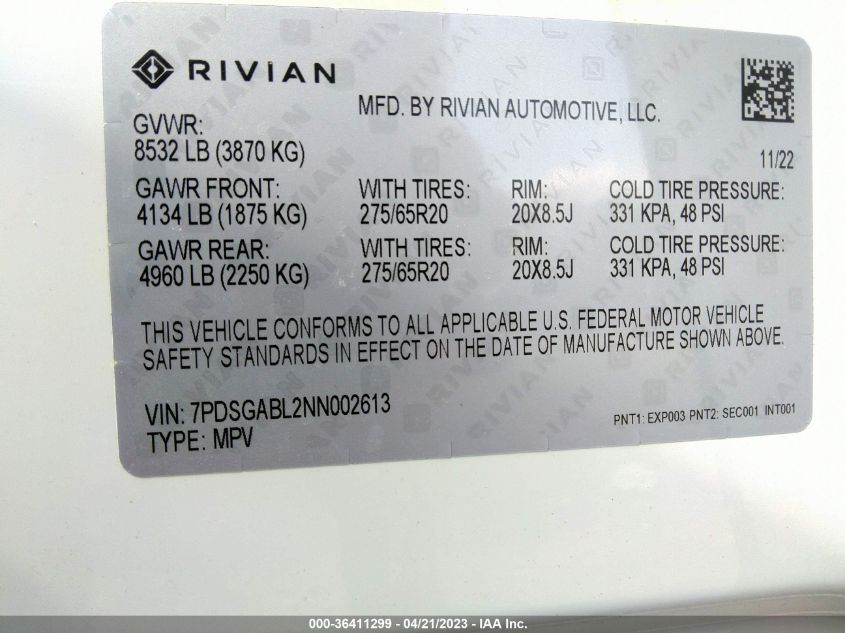 RIVIAN
MFD. BY RIVIAN AUTOMOTIVE, LLC.
GVWR:
8532 LB (3870 KG)
11/22
GAWR FRONT: WITH TIRES: RIM: COLD TIRE PRESSURE:
4134 LB (1875 KG) 275/65R20 20X8.5J 331 KPA, 48 PSI
GAWR REAR: WITH TIRES: RIM: COLD TIRE PRESSURE:
4960 LB (2250 KG) 275/65R20 20X8.5J 331 KPA, 48 PSI
THIS VEHICLE CONFORMS TO ALL APPLICABLE U.S. FEDERAL MOTOR VEHICLE
SAFETY STANDARDS IN EFFECT ON THE DATE OF MANUFACTURE SHOWN ABOVE.
VIN: 7PDSGABL2NN002613
PNT1: EXP003 PNT2: SEC001 INT001
TYPE: MPV
000-36411299 - 04/21/2023 - IAA Inc.